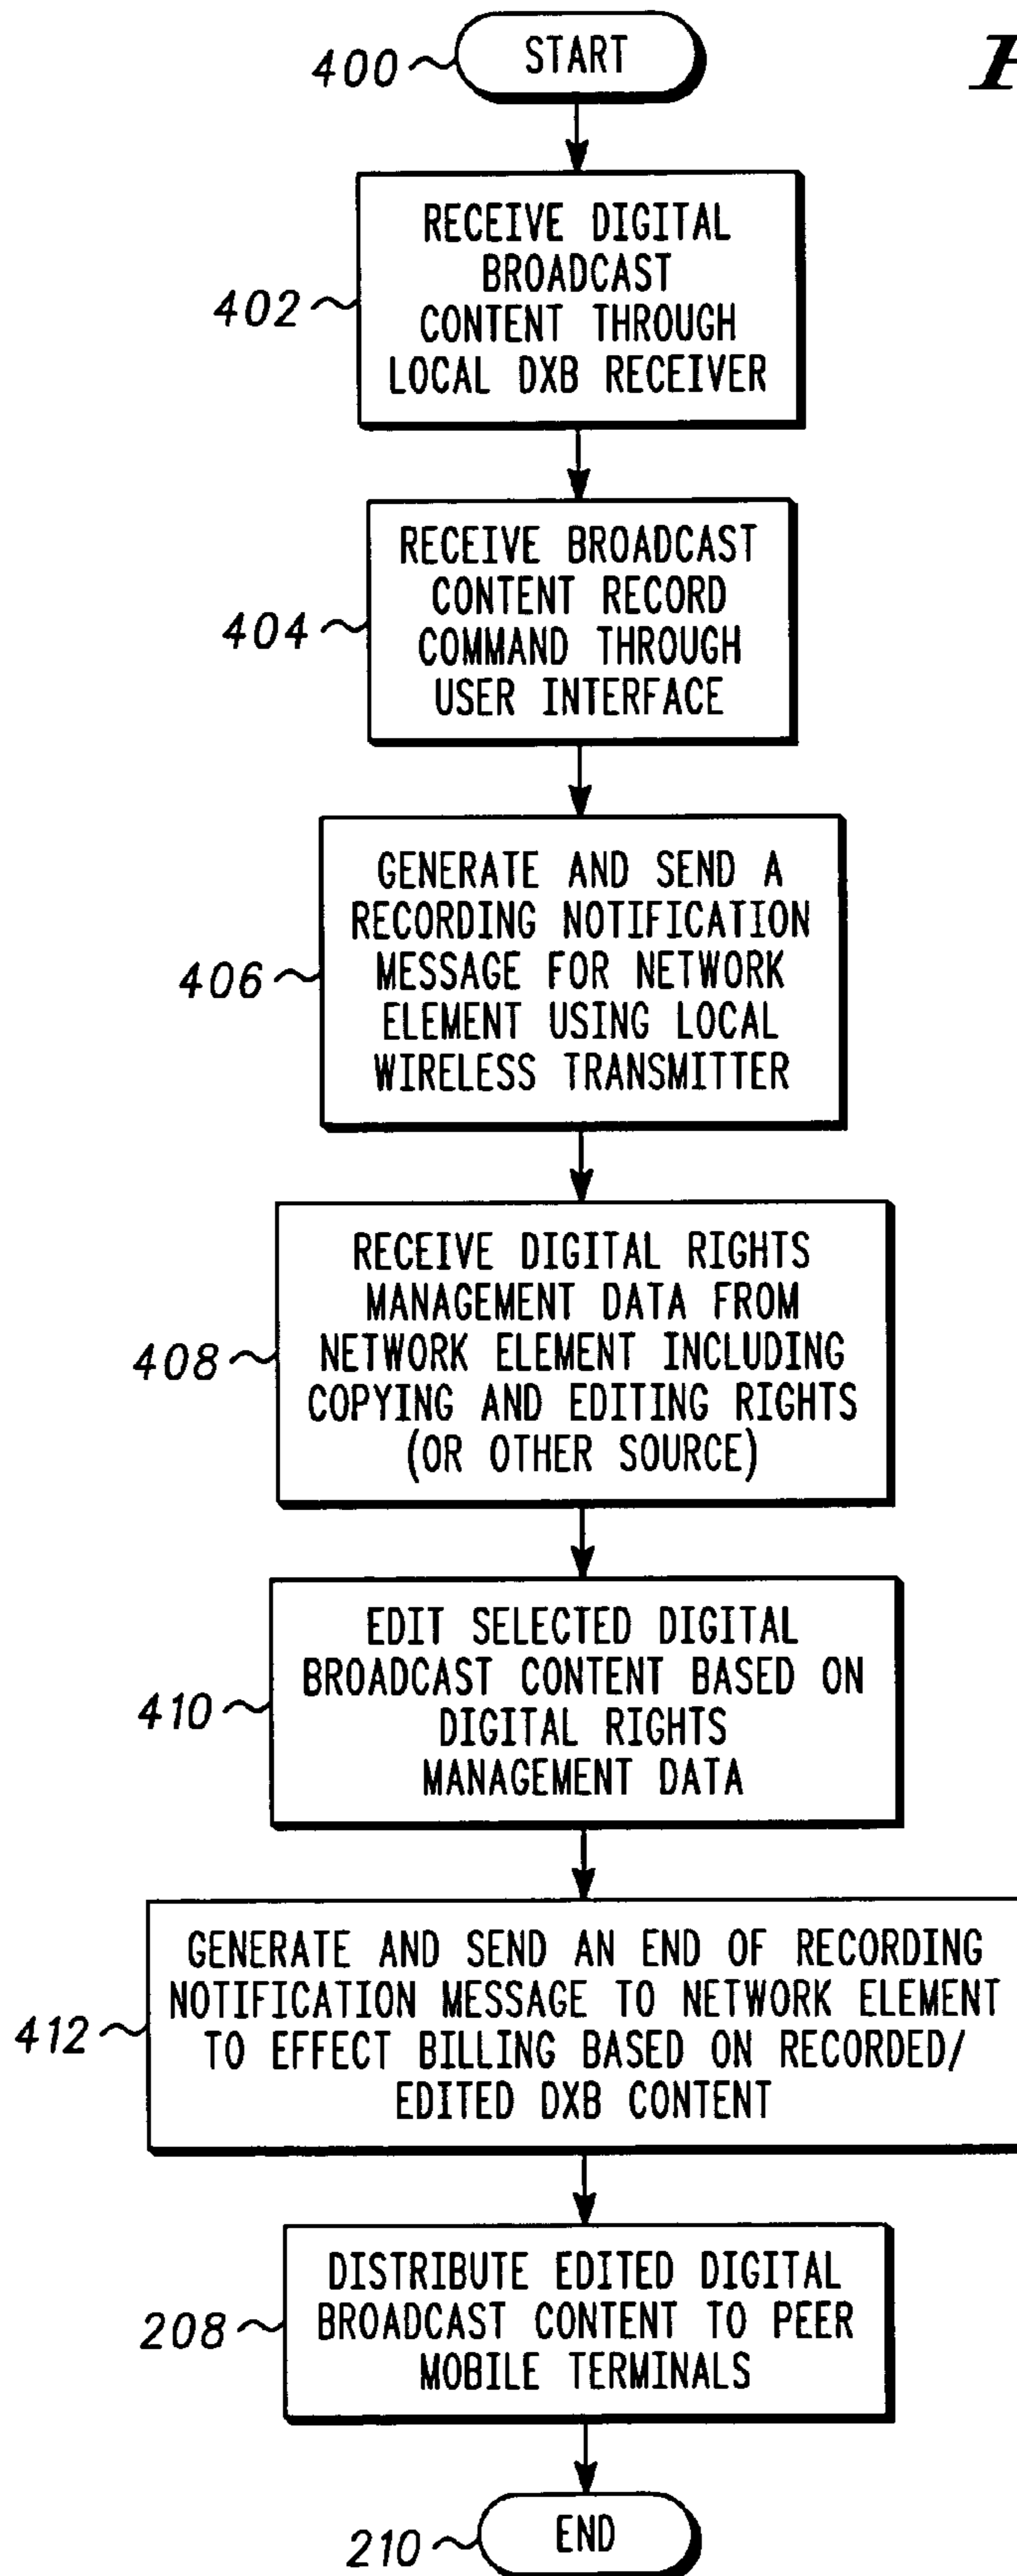 400
START
402
RECEIVE DIGITAL
BROADCAST
CONTENT THROUGH
LOCAL DXB RECEIVER
404
RECEIVE BROADCAST
CONTENT RECORD
COMMAND THROUGH
USER INTERFACE
406
GENERATE AND SEND A
RECORDING NOTIFICATION
MESSAGE FOR NETWORK
ELEMENT USING LOCAL
WIRELESS TRANSMITTER
408
RECEIVE DIGITAL RIGHTS
MANAGEMENT DATA FROM
NETWORK ELEMENT INCLUDING
COPYING AND EDITING RIGHTS
(OR OTHER SOURCE)
410
EDIT SELECTED DIGITAL
BROADCAST CONTENT BASED ON
DIGITAL RIGHTS
MANAGEMENT DATA
412
GENERATE AND SEND AN END OF RECORDING
NOTIFICATION MESSAGE TO NETWORK ELEMENT
TO EFFECT BILLING BASED ON RECORDED/
EDITED DXB CONTENT
208
DISTRIBUTE EDITED DIGITAL
BROADCAST CONTENT TO PEER
MOBILE TERMINALS
210
END